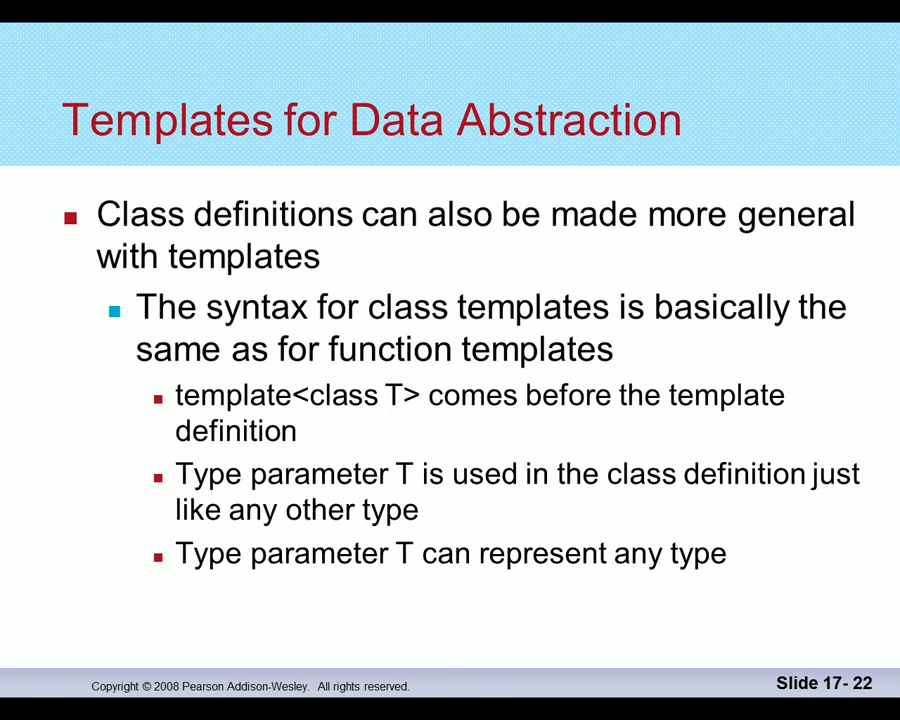 Templates for Data Abstraction
Class definitions can also be made more general
with templates
The syntax for class templates is basically the
same as for function templates
template<class T> comes before the template
definition
Type parameter T is used in the class definition just
like any other type
Type parameter T can represent any type
Copyright © 2008 Pearson Addison-Wesley. All rights reserved.
Slide 17- 22